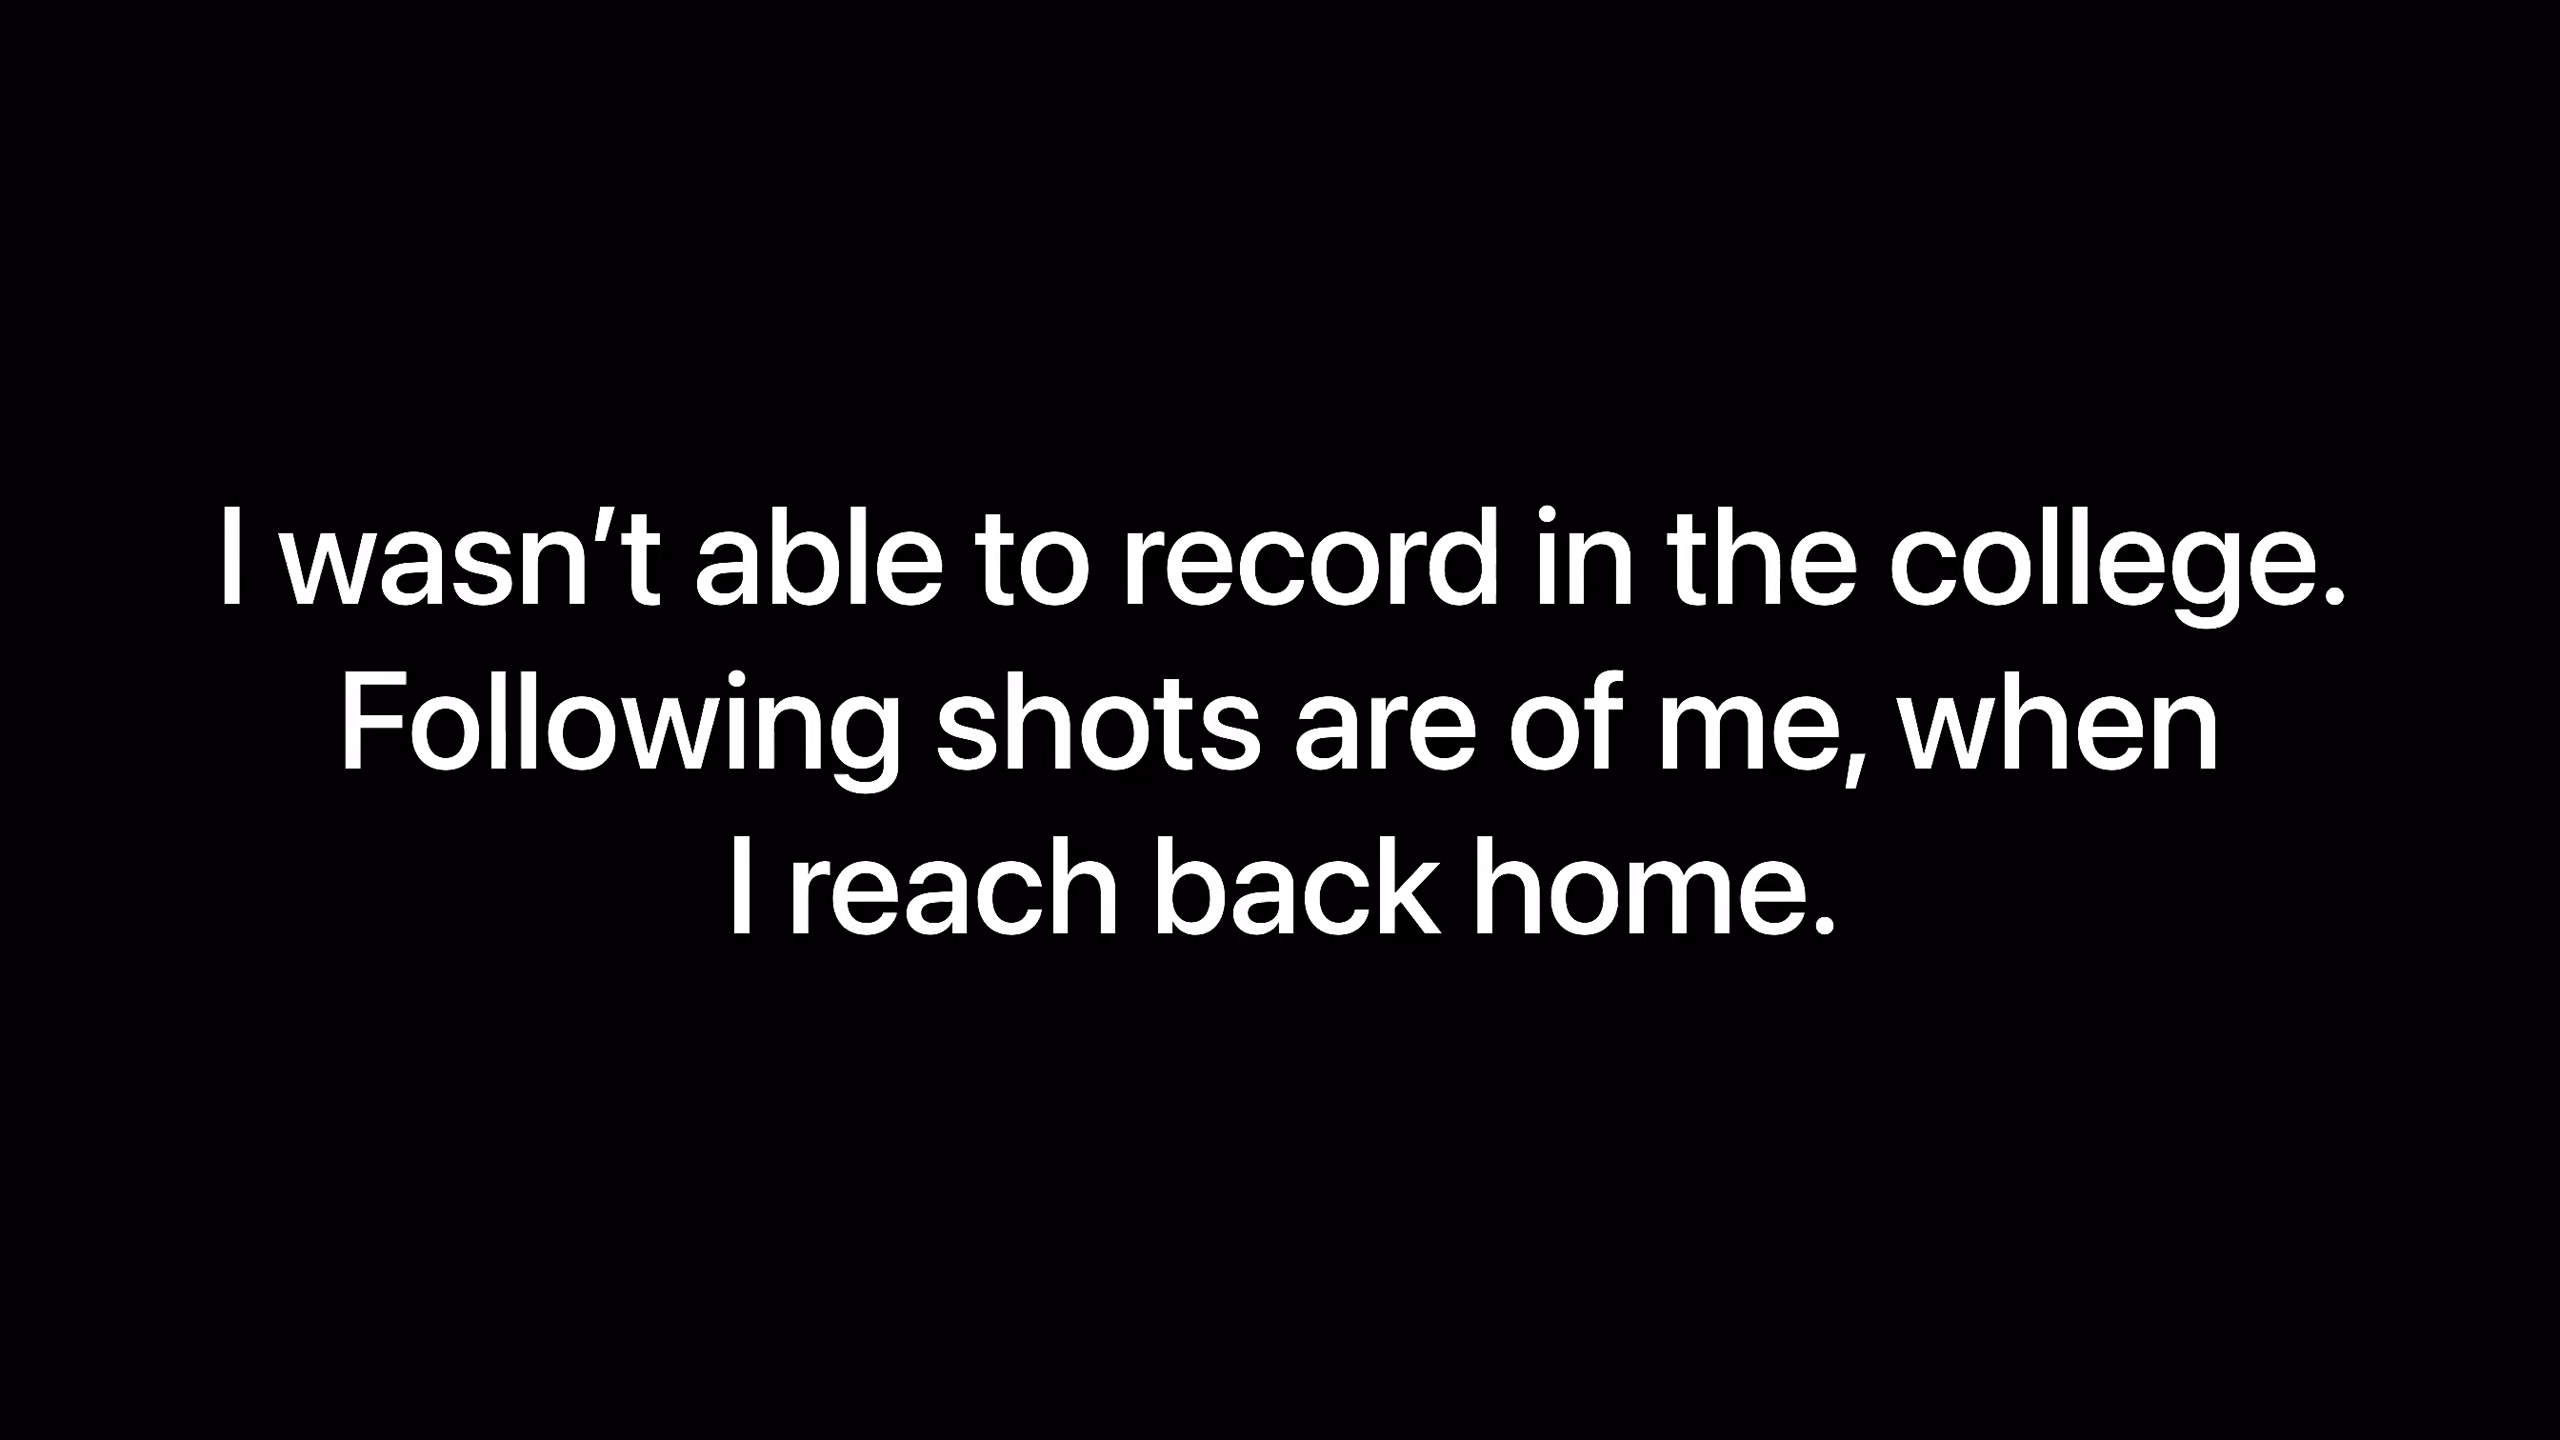 I wasn’t able to record in the college.
Following shots are of me, when
I reach back home.